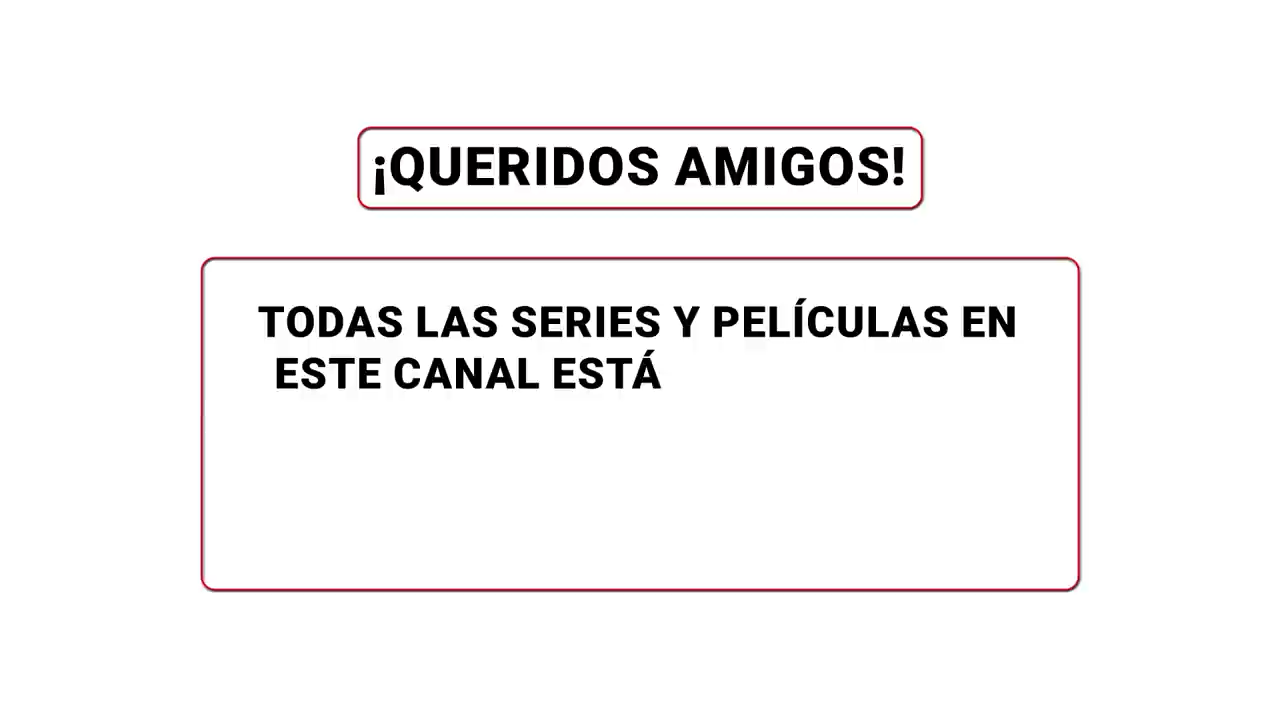 ¡QUERIDOS AMIGOS!
TODAS LAS SERIES Y PELÍCULAS EN
ESTE CANAL ESTÁ